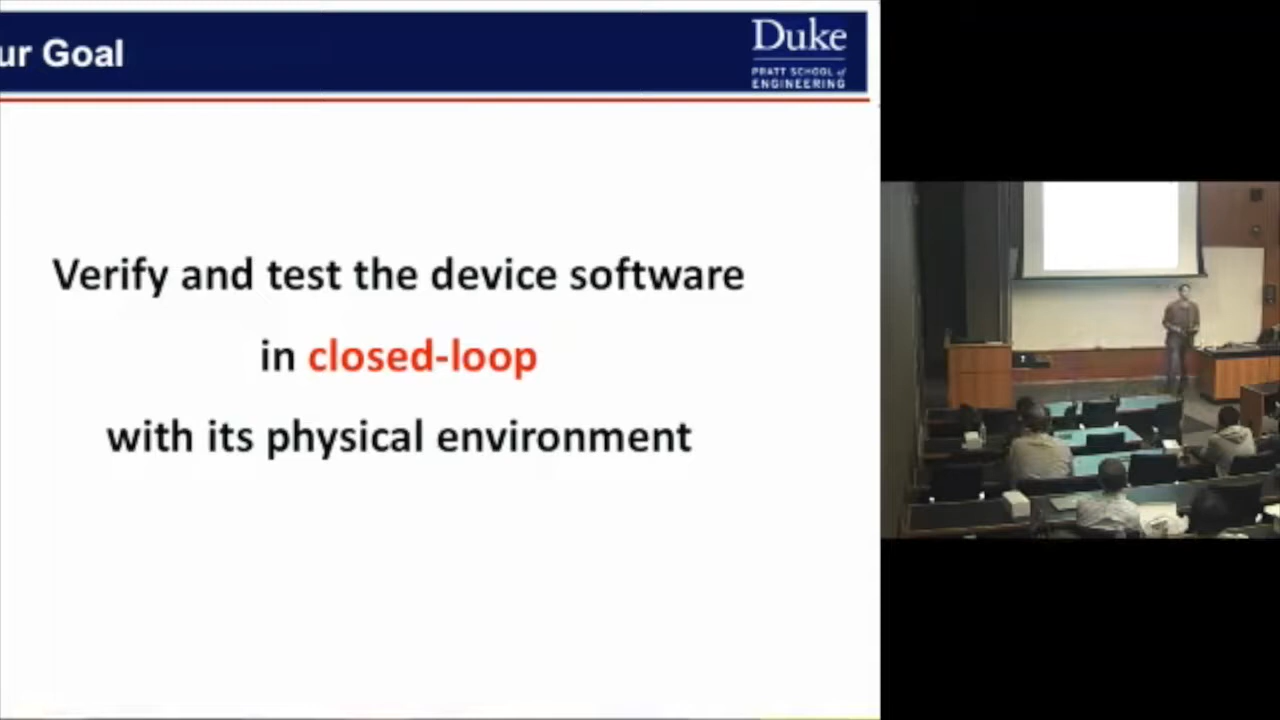 ur Goal
Duke
PRATT SCHOOL of
ENGINEERING
Verify and test the device software
in closed-loop
with its physical environment